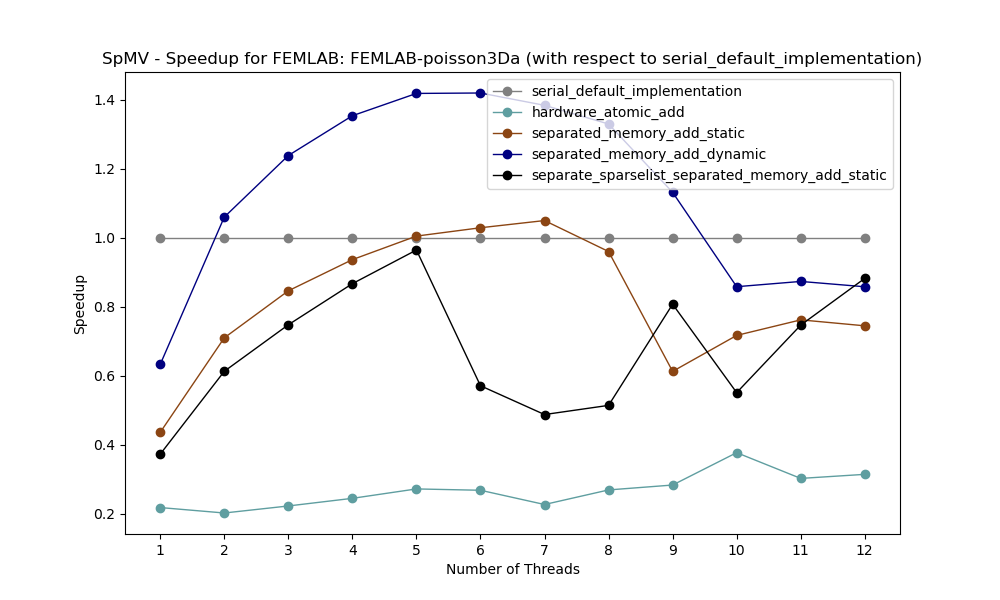 SpMV - Speedup for FEMLAB: FEMLAB-poisson3Da (with respect to serial_default_implementation)
serial_default_implementation
hardware_atomic_add
separated_memory_add_static
separated_memory_add_dynamic
separate_sparselist_separated_memory_add_static
1.4
1.2
1.0
0.8
0.6
0.4
0.2
Speedup
1 2 3 4 5 6 7 8 9 10 11 12
Number of Threads